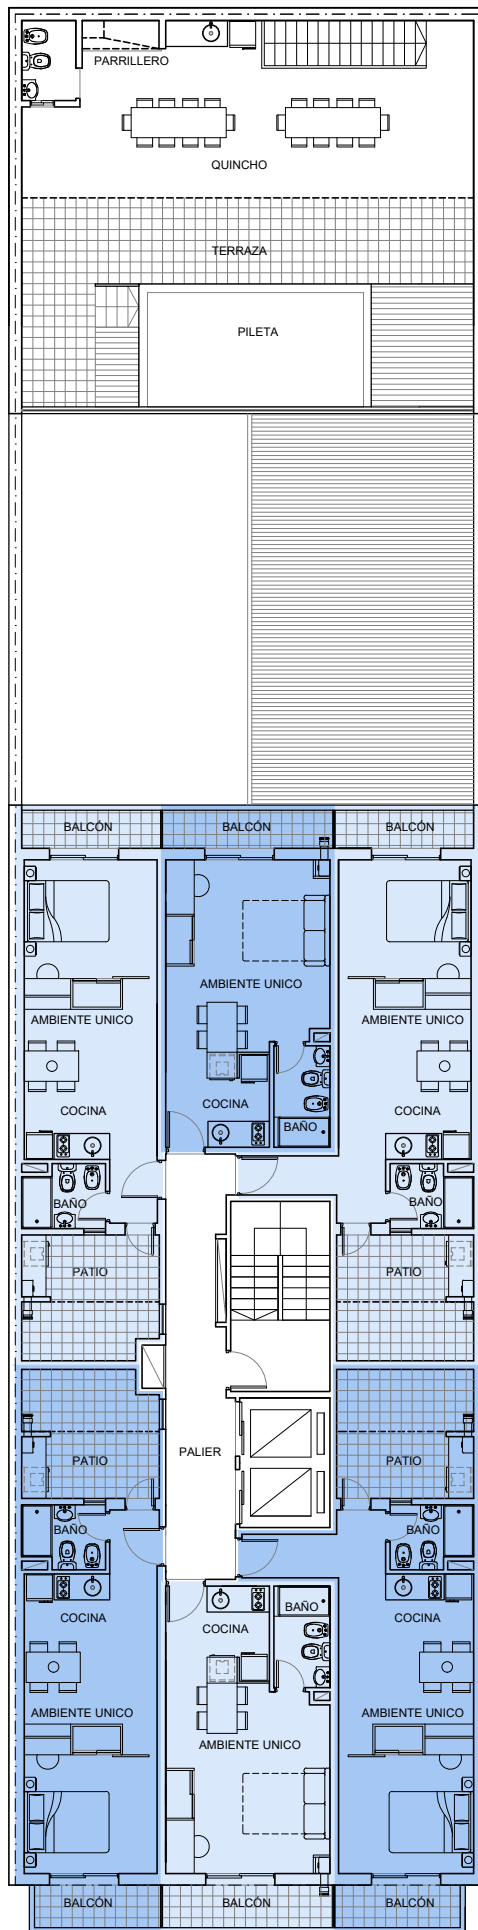 PARRILLERO
QUINCHO
TERRAZA
PILETA
BALCÓN
BALCÓN
BALCÓN
AMBIENTE UNICO
AMBIENTE UNICO
AMBIENTE UNICO
COCINA
COCINA
COCINA
BAÑO
BAÑO
BAÑO
PATIO
PATIO
PALIER
PATIO
PATIO
BAÑO
BAÑO
BAÑO
COCINA
COCINA
COCINA
AMBIENTE UNICO
AMBIENTE UNICO
AMBIENTE UNICO
BALCÓN
BALCÓN
BALCÓN